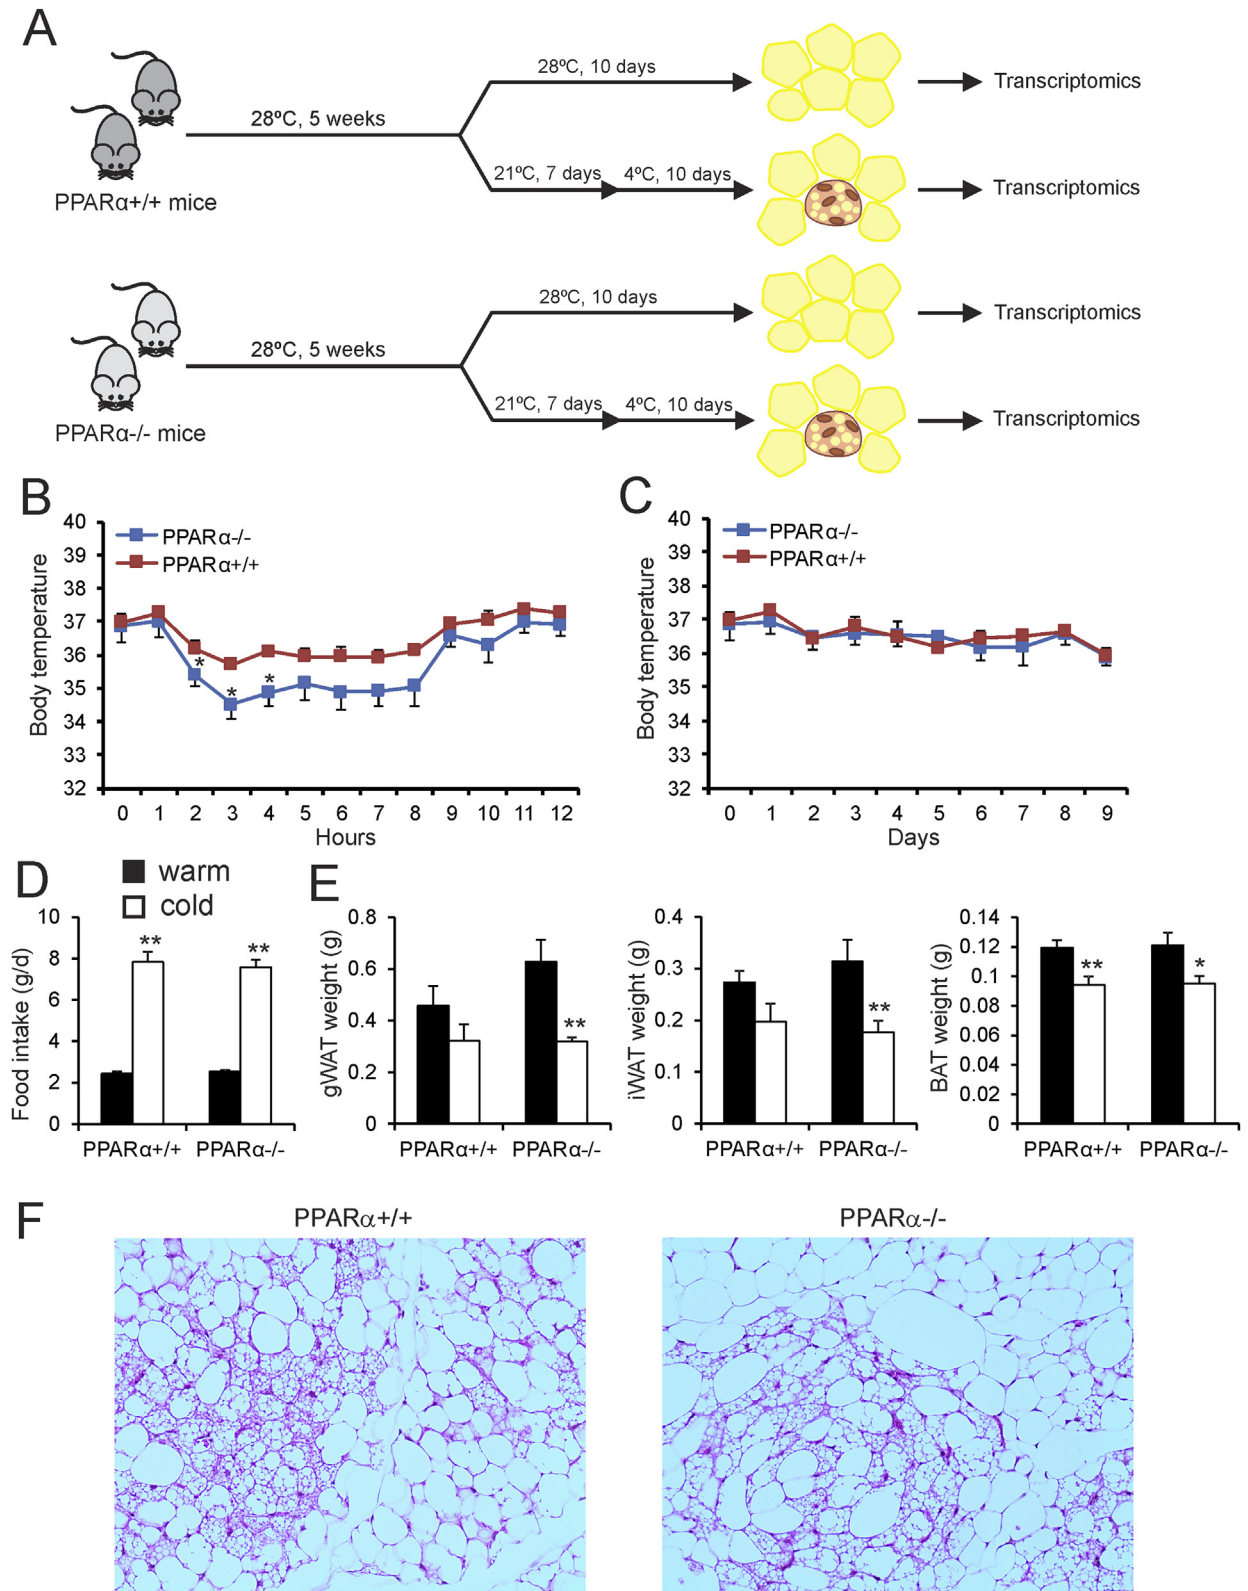 A
28ºC, 10 days
Transcriptomics
28ºC, 5 weeks
21ºC, 7 days
4ºC, 10 days
Transcriptomics
PPARα+/+ mice
28ºC, 10 days
Transcriptomics
28ºC, 5 weeks
21ºC, 7 days
4ºC, 10 days
Transcriptomics
PPARα-/- mice
B
PPARα-/-
PPARα+/+
Body temperature
40
39
38
37
36
35
34
33
32
*
*
*
0 1 2 3 4 5 6 7 8 9 10 11 12
Hours
C
PPARα-/-
PPARα+/+
Body temperature
40
39
38
37
36
35
34
33
32
0 1 2 3 4 5 6 7 8 9
Days
D
warm
cold
Food intake (g/d)
10
8
6
4
2
0
**
**
PPARα+/+ PPARα-/-
E
gWAT weight (g)
0.8
0.6
0.4
0.2
0
**
PPARα+/+ PPARα-/-
iWAT weight (g)
0.4
0.3
0.2
0.1
0
**
PPARα+/+ PPARα-/-
BAT weight (g)
0.14
0.12
0.1
0.08
0.06
0.04
0.02
0
**
*
PPARα+/+ PPARα-/-
F
PPARα+/+
PPARα-/-